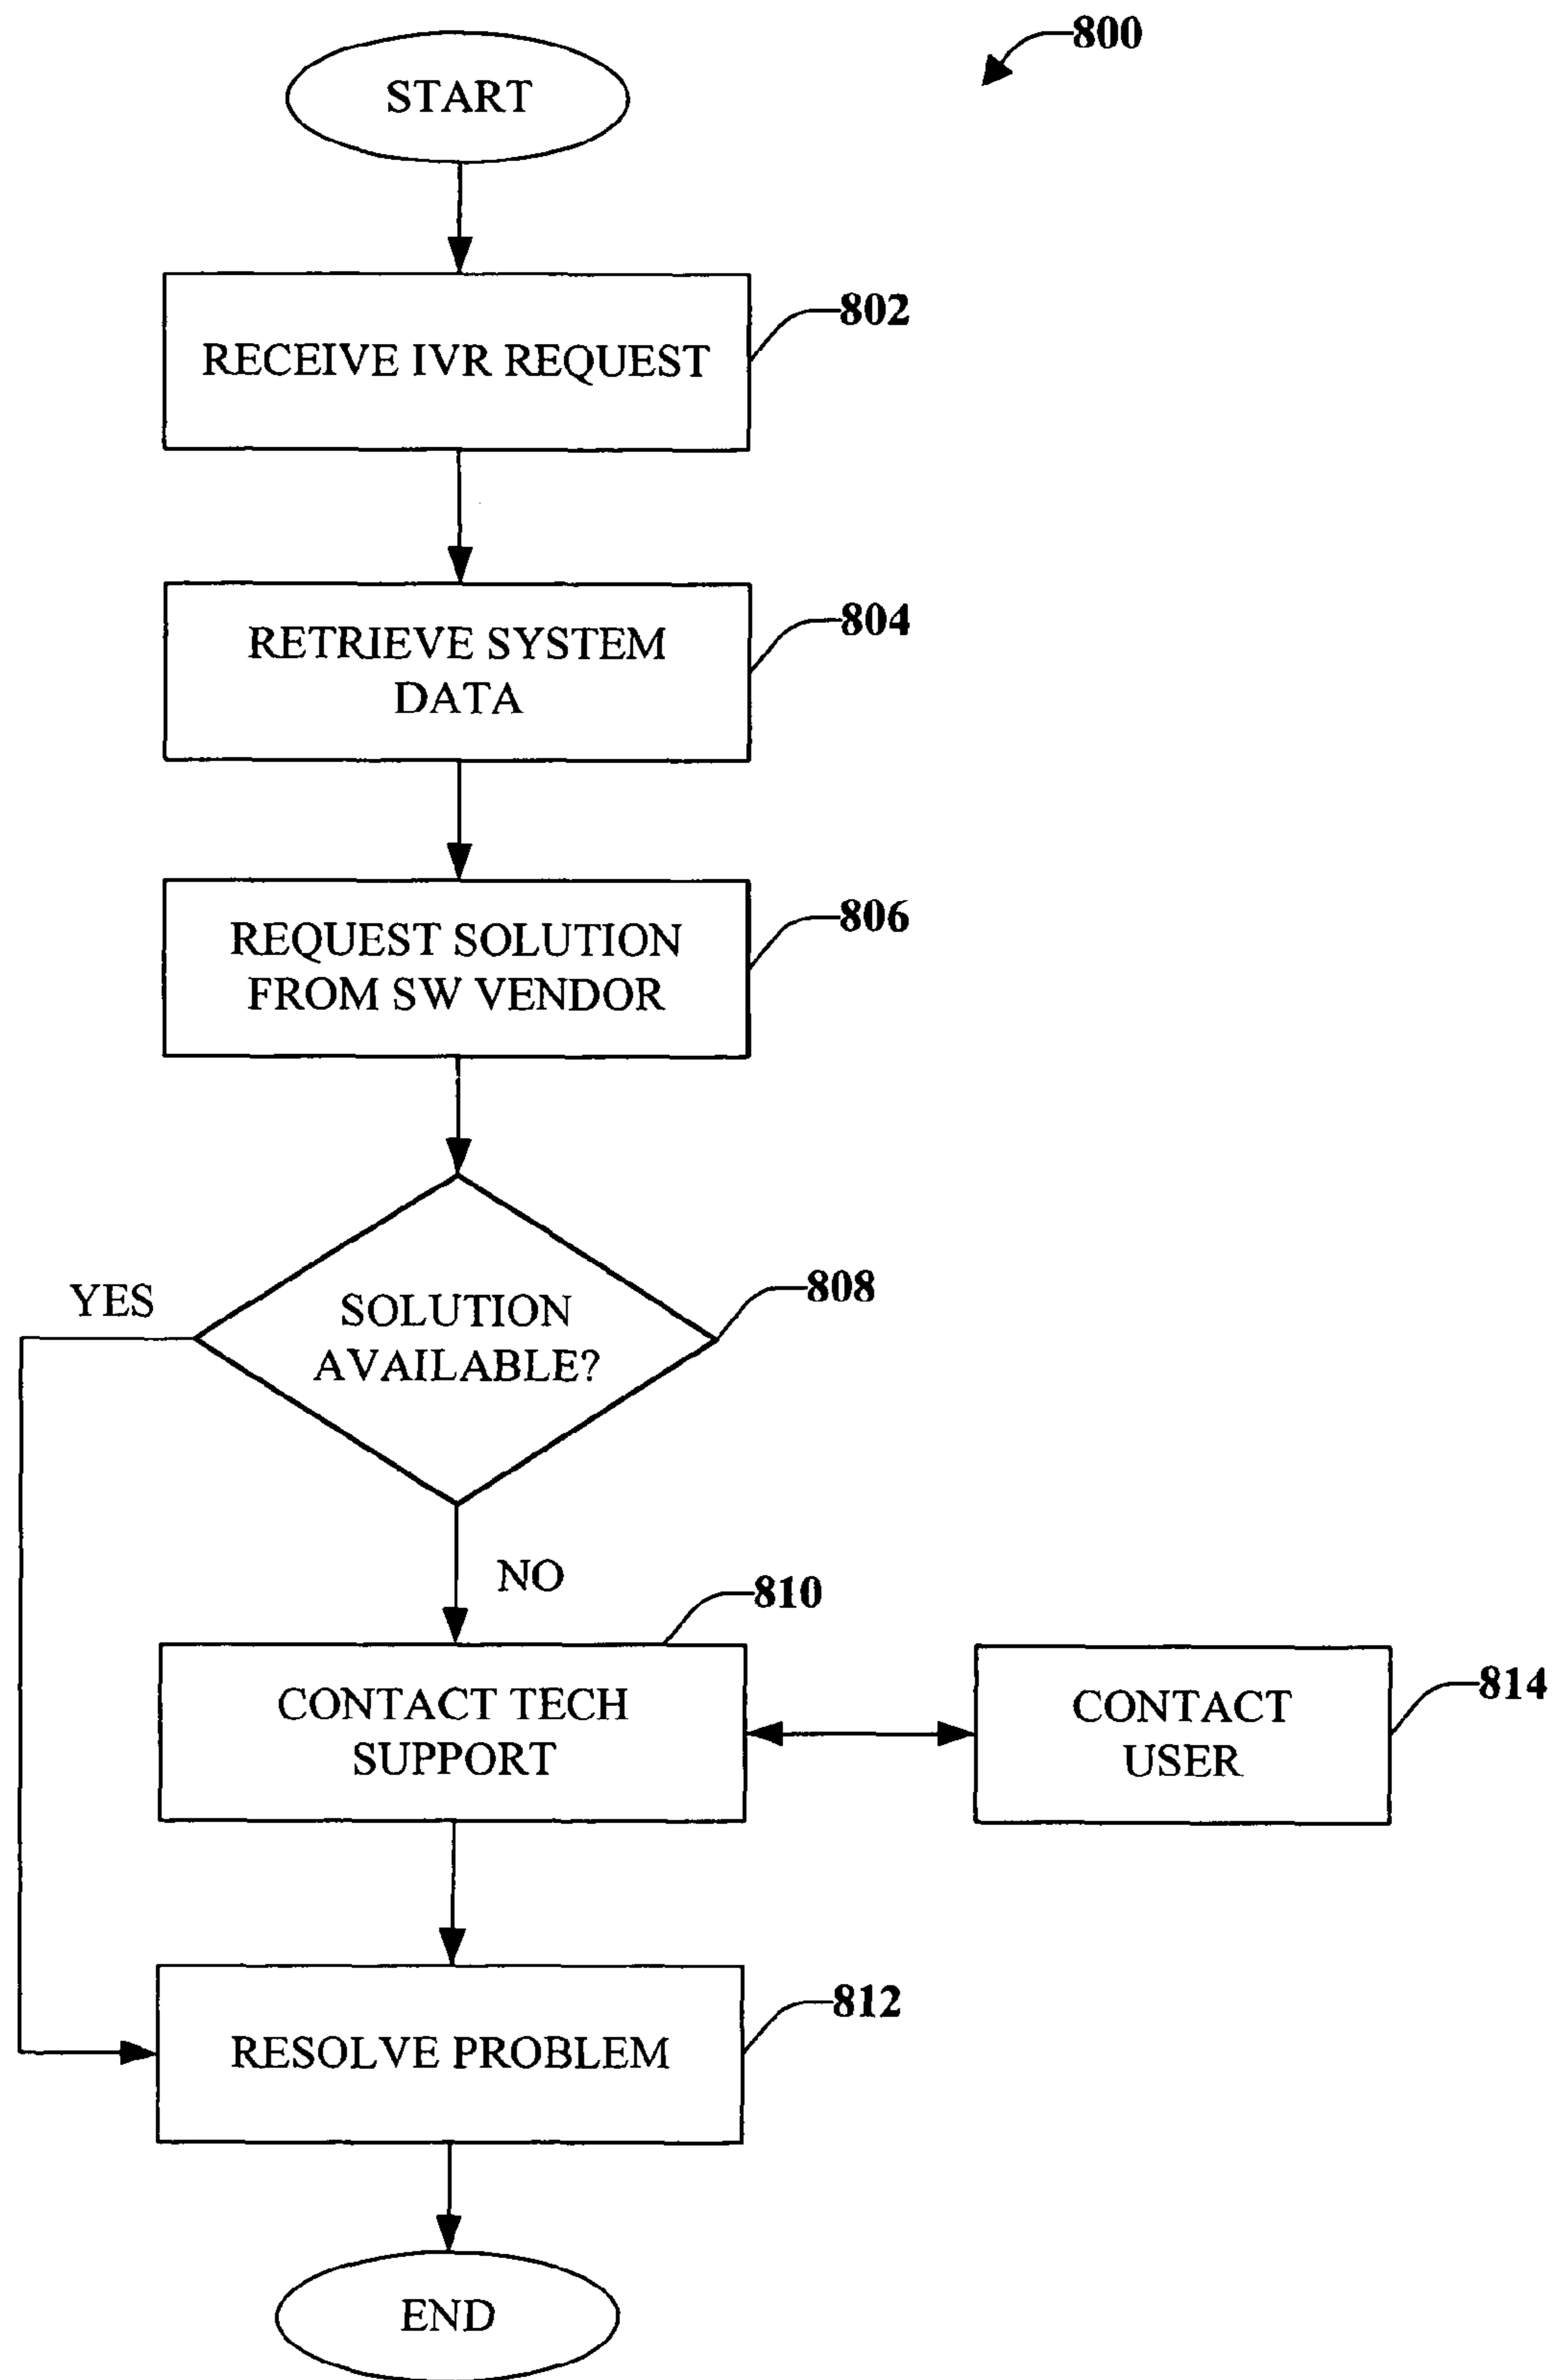 800
START
802
RECEIVE IVR REQUEST
804
RETRIEVE SYSTEM
DATA
806
REQUEST SOLUTION
FROM SW VENDOR
808
YES
SOLUTION
AVAILABLE?
NO
810
CONTACT TECH
SUPPORT
814
CONTACT
USER
812
RESOLVE PROBLEM
END